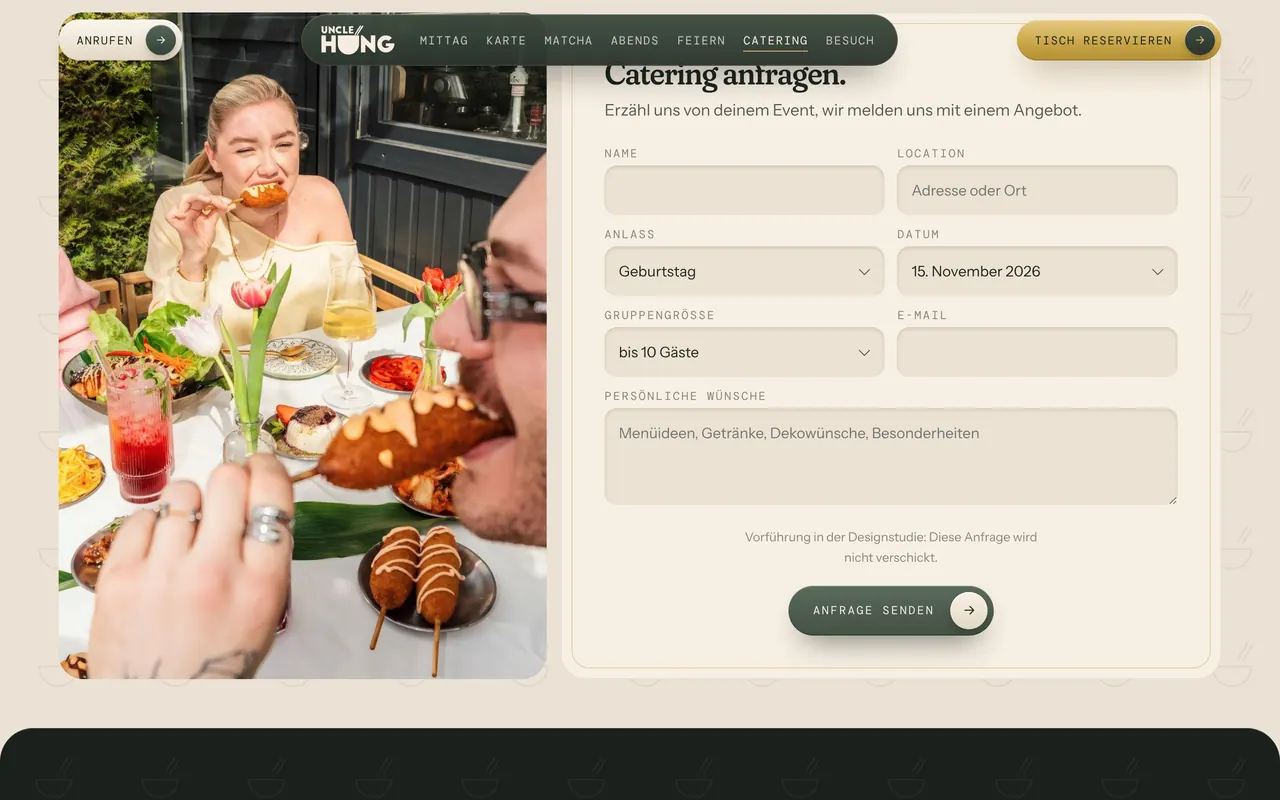 ANRUFEN
UNCLE HUNG
MITTAG KARTE MATCHA ABENDS FEIERN CATERING BESUCH
TISCH RESERVIEREN
Catering anfragen.
Erzähl uns von deinem Event, wir melden uns mit einem Angebot.
NAME
LOCATION
Adresse oder Ort
ANLASS
DATUM
Geburtstag
15. November 2026
GRUPPENGRÖSSE
E-MAIL
bis 10 Gäste
PERSÖNLICHE WÜNSCHE
Menüideen, Getränke, Dekowünsche, Besonderheiten
Vorführung in der Designstudie: Diese Anfrage wird
nicht verschickt.
ANFRAGE SENDEN